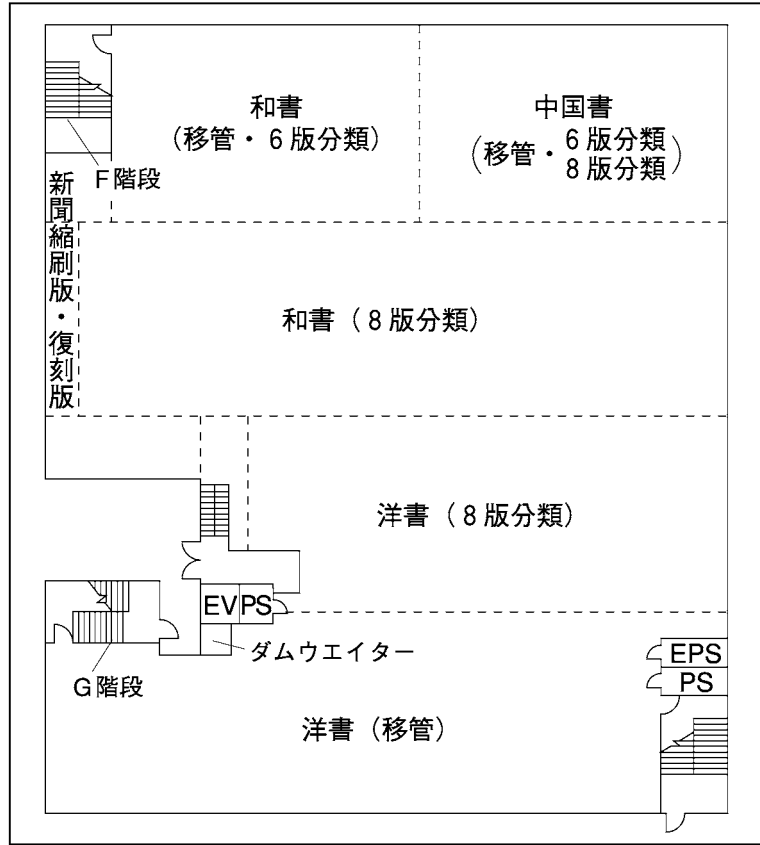 和書
(移管・6版分類)
中国書
(移管・6版分類
8版分類)
F階段
新聞縮刷版・復刻版
和書(8版分類)
洋書(8版分類)
EV PS
ダムウエイター
G階段
EPS
PS
洋書(移管)